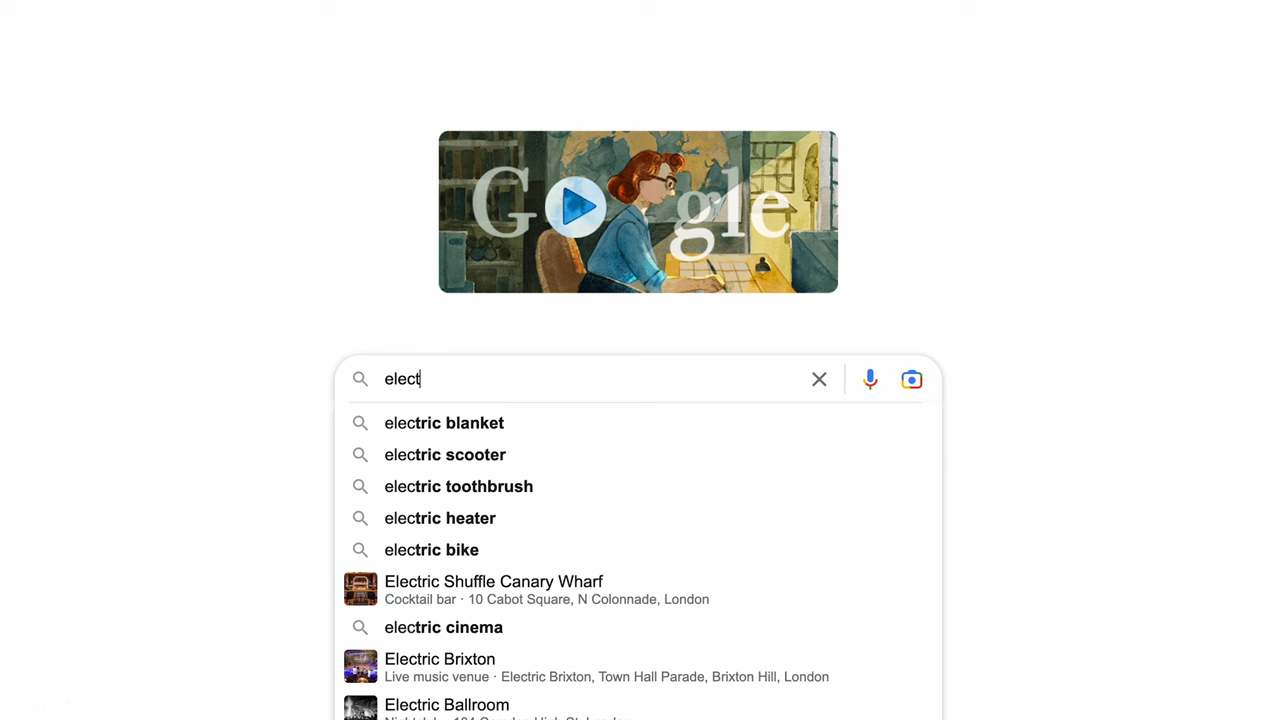 Google
elect
electric blanket
electric scooter
electric toothbrush
electric heater
electric bike
Electric Shuffle Canary Wharf
Cocktail bar · 10 Cabot Square, N Colonnade, London
electric cinema
Electric Brixton
Live music venue · Electric Brixton, Town Hall Parade, Brixton Hill, London
Electric Ballroom